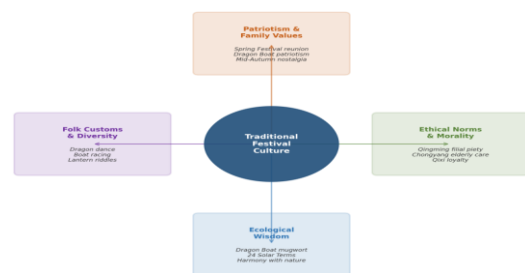 Patriotism &
Family Values
Spring Festival reunion
Dragon Boat patriotism
Mid-Autumn nostalgia
Folk Customs
& Diversity
Dragon dance
Boat racing
Lantern riddles
Traditional
Festival
Culture
Ethical Norms
& Morality
Qingming filial piety
Chongyang elderly care
Qixi loyalty
Ecological
Wisdom
Dragon Boat mugwort
24 Solar Terms
Harmony with nature